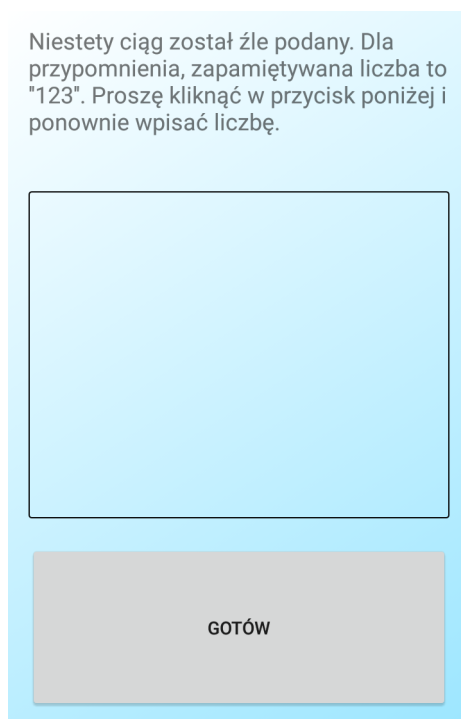 Niestety ciąg został źle podany. Dla
przypomnienia, zapamiętywana liczba to
"123". Proszę kliknąć w przycisk poniżej i
ponownie wpisać liczbę.
GOTÓW